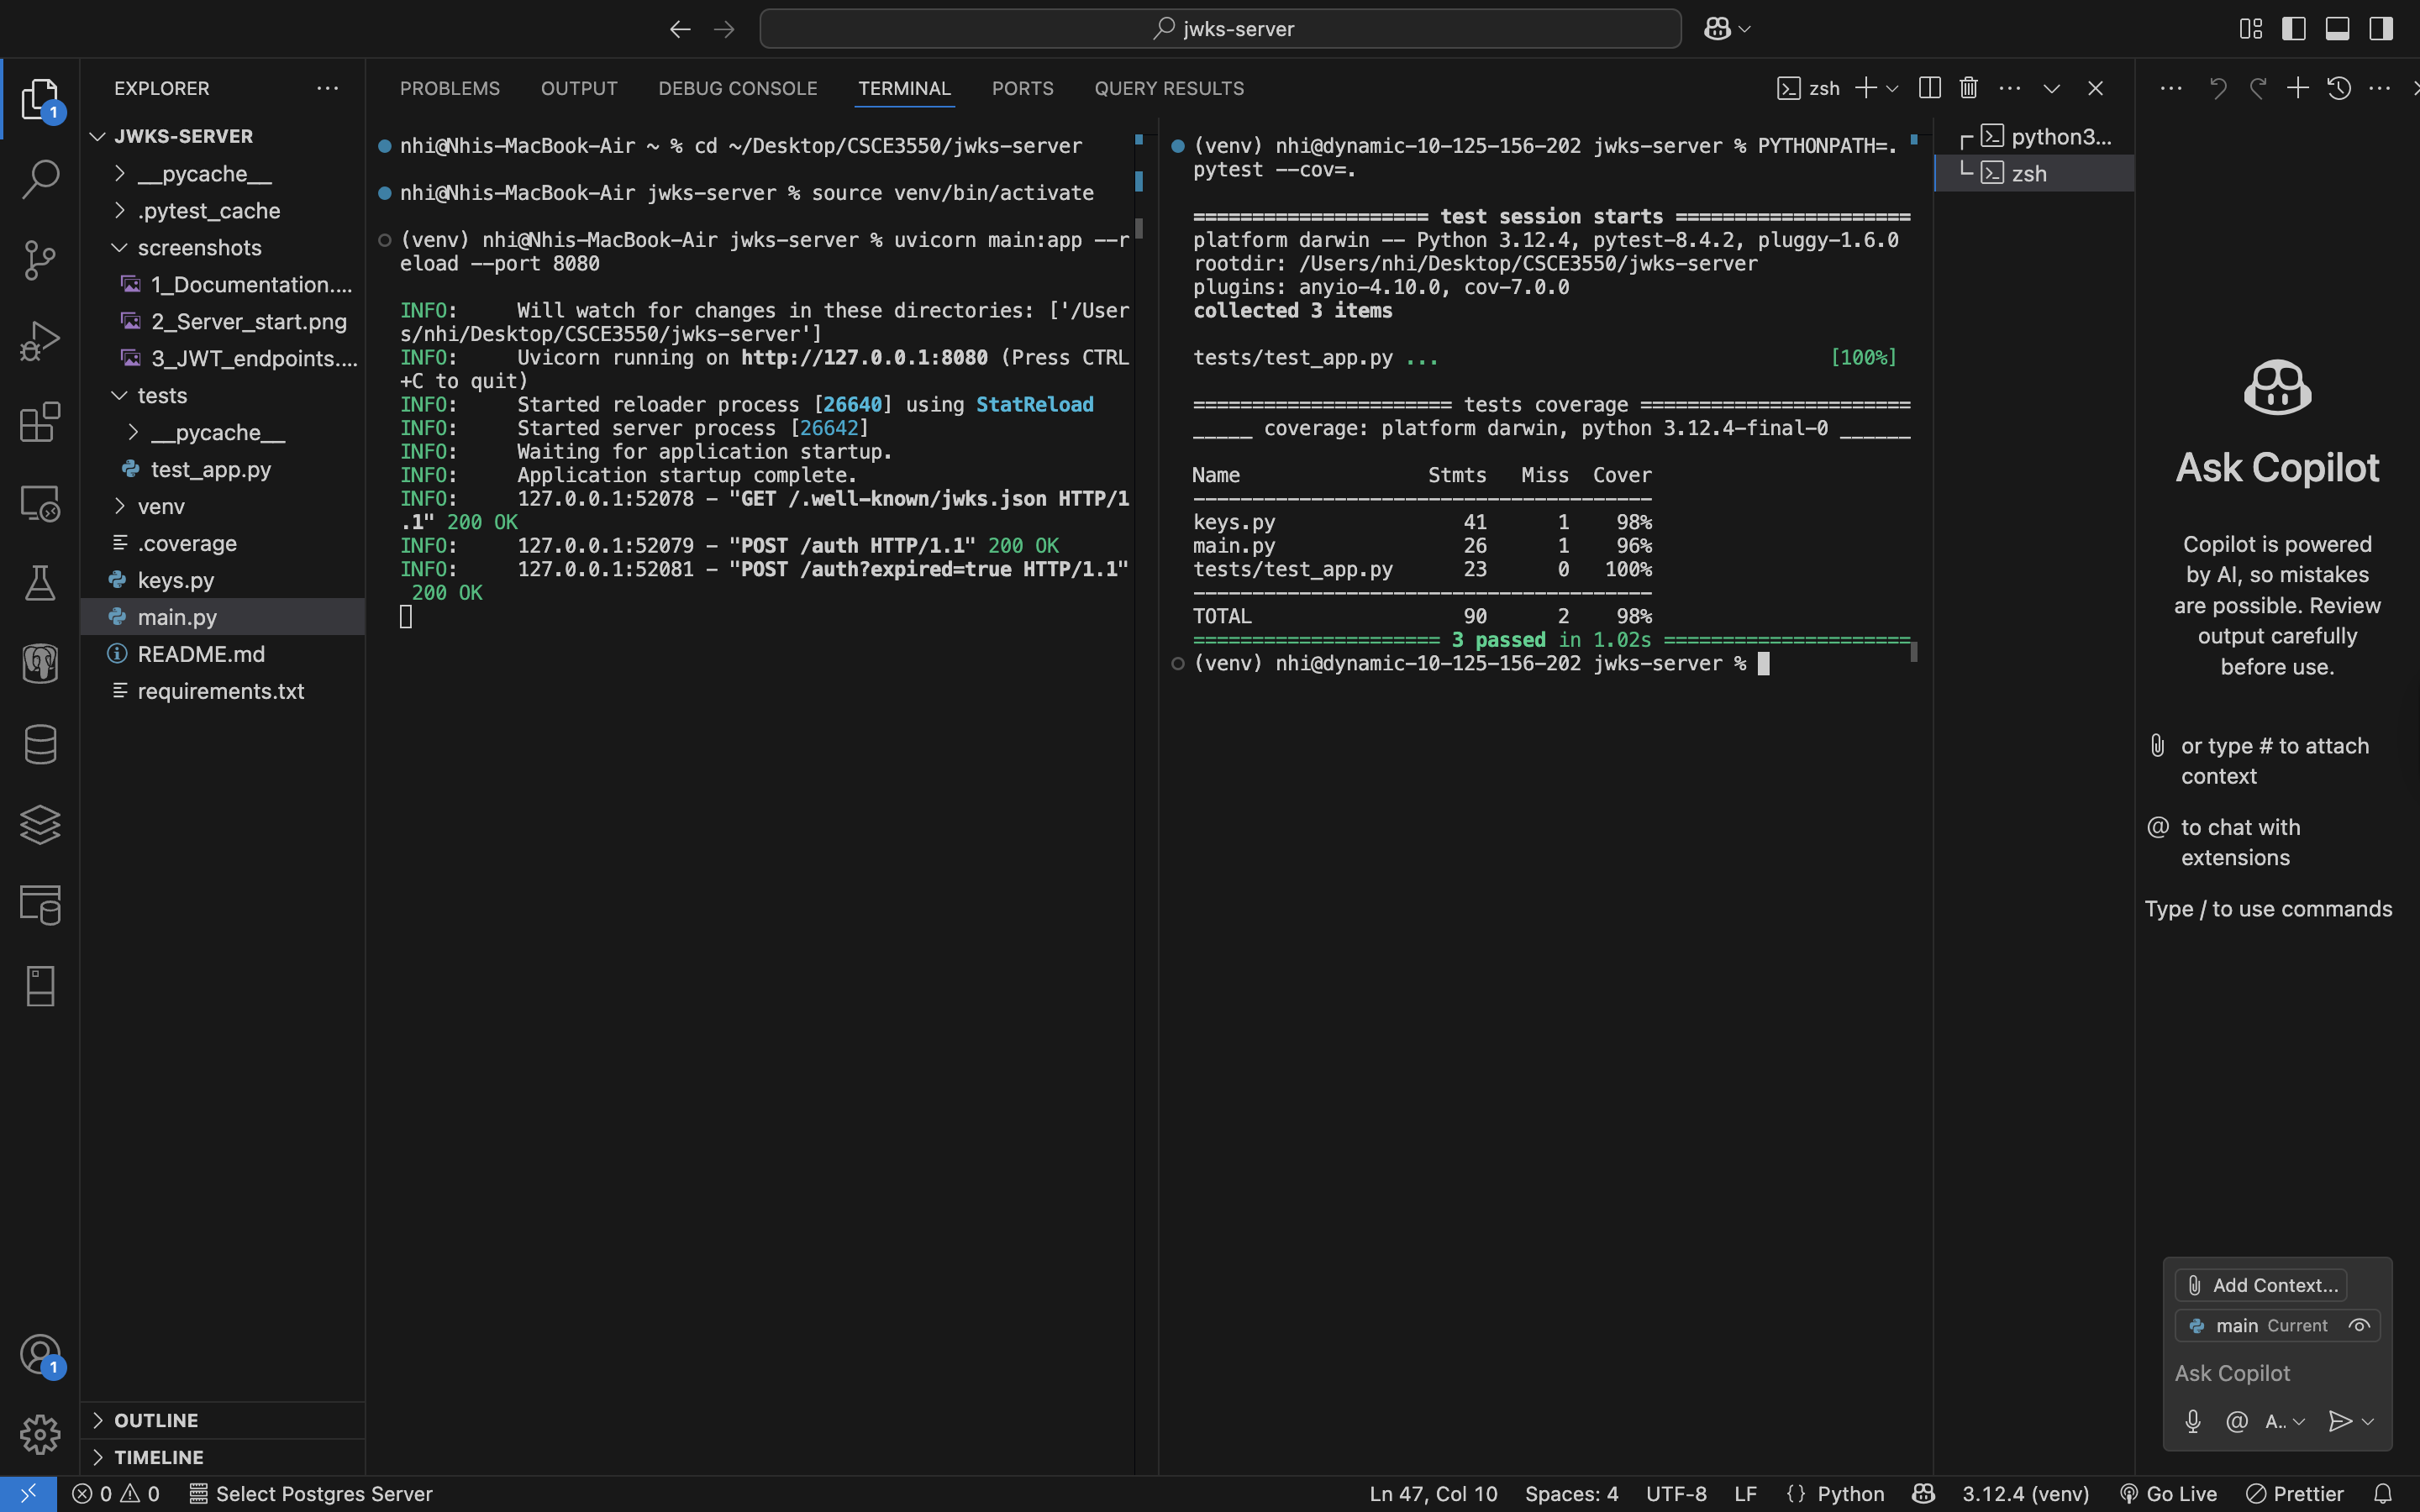 jwks-server
1
EXPLORER
JWKS-SERVER
__pycache__
.pytest_cache
screenshots
1_Documentation....
2_Server_start.png
3_JWT_endpoints....
tests
__pycache__
test_app.py
venv
.coverage
keys.py
main.py
README.md
requirements.txt
OUTLINE
TIMELINE
1
PROBLEMS
OUTPUT
DEBUG CONSOLE
TERMINAL
PORTS
QUERY RESULTS
zsh
nhi@Nhis-MacBook-Air ~ % cd ~/Desktop/CSCE3550/jwks-server
nhi@Nhis-MacBook-Air jwks-server % source venv/bin/activate
(venv) nhi@Nhis-MacBook-Air jwks-server % uvicorn main:app --r
eload --port 8080
INFO:     Will watch for changes in these directories: ['/User
s/nhi/Desktop/CSCE3550/jwks-server']
INFO:     Uvicorn running on http://127.0.0.1:8080 (Press CTRL
+C to quit)
INFO:     Started reloader process [26640] using StatReload
INFO:     Started server process [26642]
INFO:     Waiting for application startup.
INFO:     Application startup complete.
INFO:     127.0.0.1:52078 - "GET /.well-known/jwks.json HTTP/1
.1" 200 OK
INFO:     127.0.0.1:52079 - "POST /auth HTTP/1.1" 200 OK
INFO:     127.0.0.1:52081 - "POST /auth?expired=true HTTP/1.1"
 200 OK
(venv) nhi@dynamic-10-125-156-202 jwks-server % PYTHONPATH=.
pytest --cov=.
==================== test session starts ====================
platform darwin -- Python 3.12.4, pytest-8.4.2, pluggy-1.6.0
rootdir: /Users/nhi/Desktop/CSCE3550/jwks-server
plugins: anyio-4.10.0, cov-7.0.0
collected 3 items
tests/test_app.py ... [100%]
====================== tests coverage =======================
_____ coverage: platform darwin, python 3.12.4-final-0 ______
Name                Stmts   Miss  Cover
---------------------------------------
keys.py                41      1    98%
main.py                26      1    96%
tests/test_app.py      23      0   100%
---------------------------------------
TOTAL                  90      2    98%
===================== 3 passed in 1.02s =====================
(venv) nhi@dynamic-10-125-156-202 jwks-server %
python3...
zsh
Ask Copilot
Copilot is powered
by AI, so mistakes
are possible. Review
output carefully
before use.
or type # to attach
context
@ to chat with
extensions
Type / to use commands
Add Context...
main Current
Ask Copilot
@ A..
0 0 Select Postgres Server
Ln 47, Col 10
Spaces: 4
UTF-8
LF
{} Python
3.12.4 (venv)
Go Live
Prettier